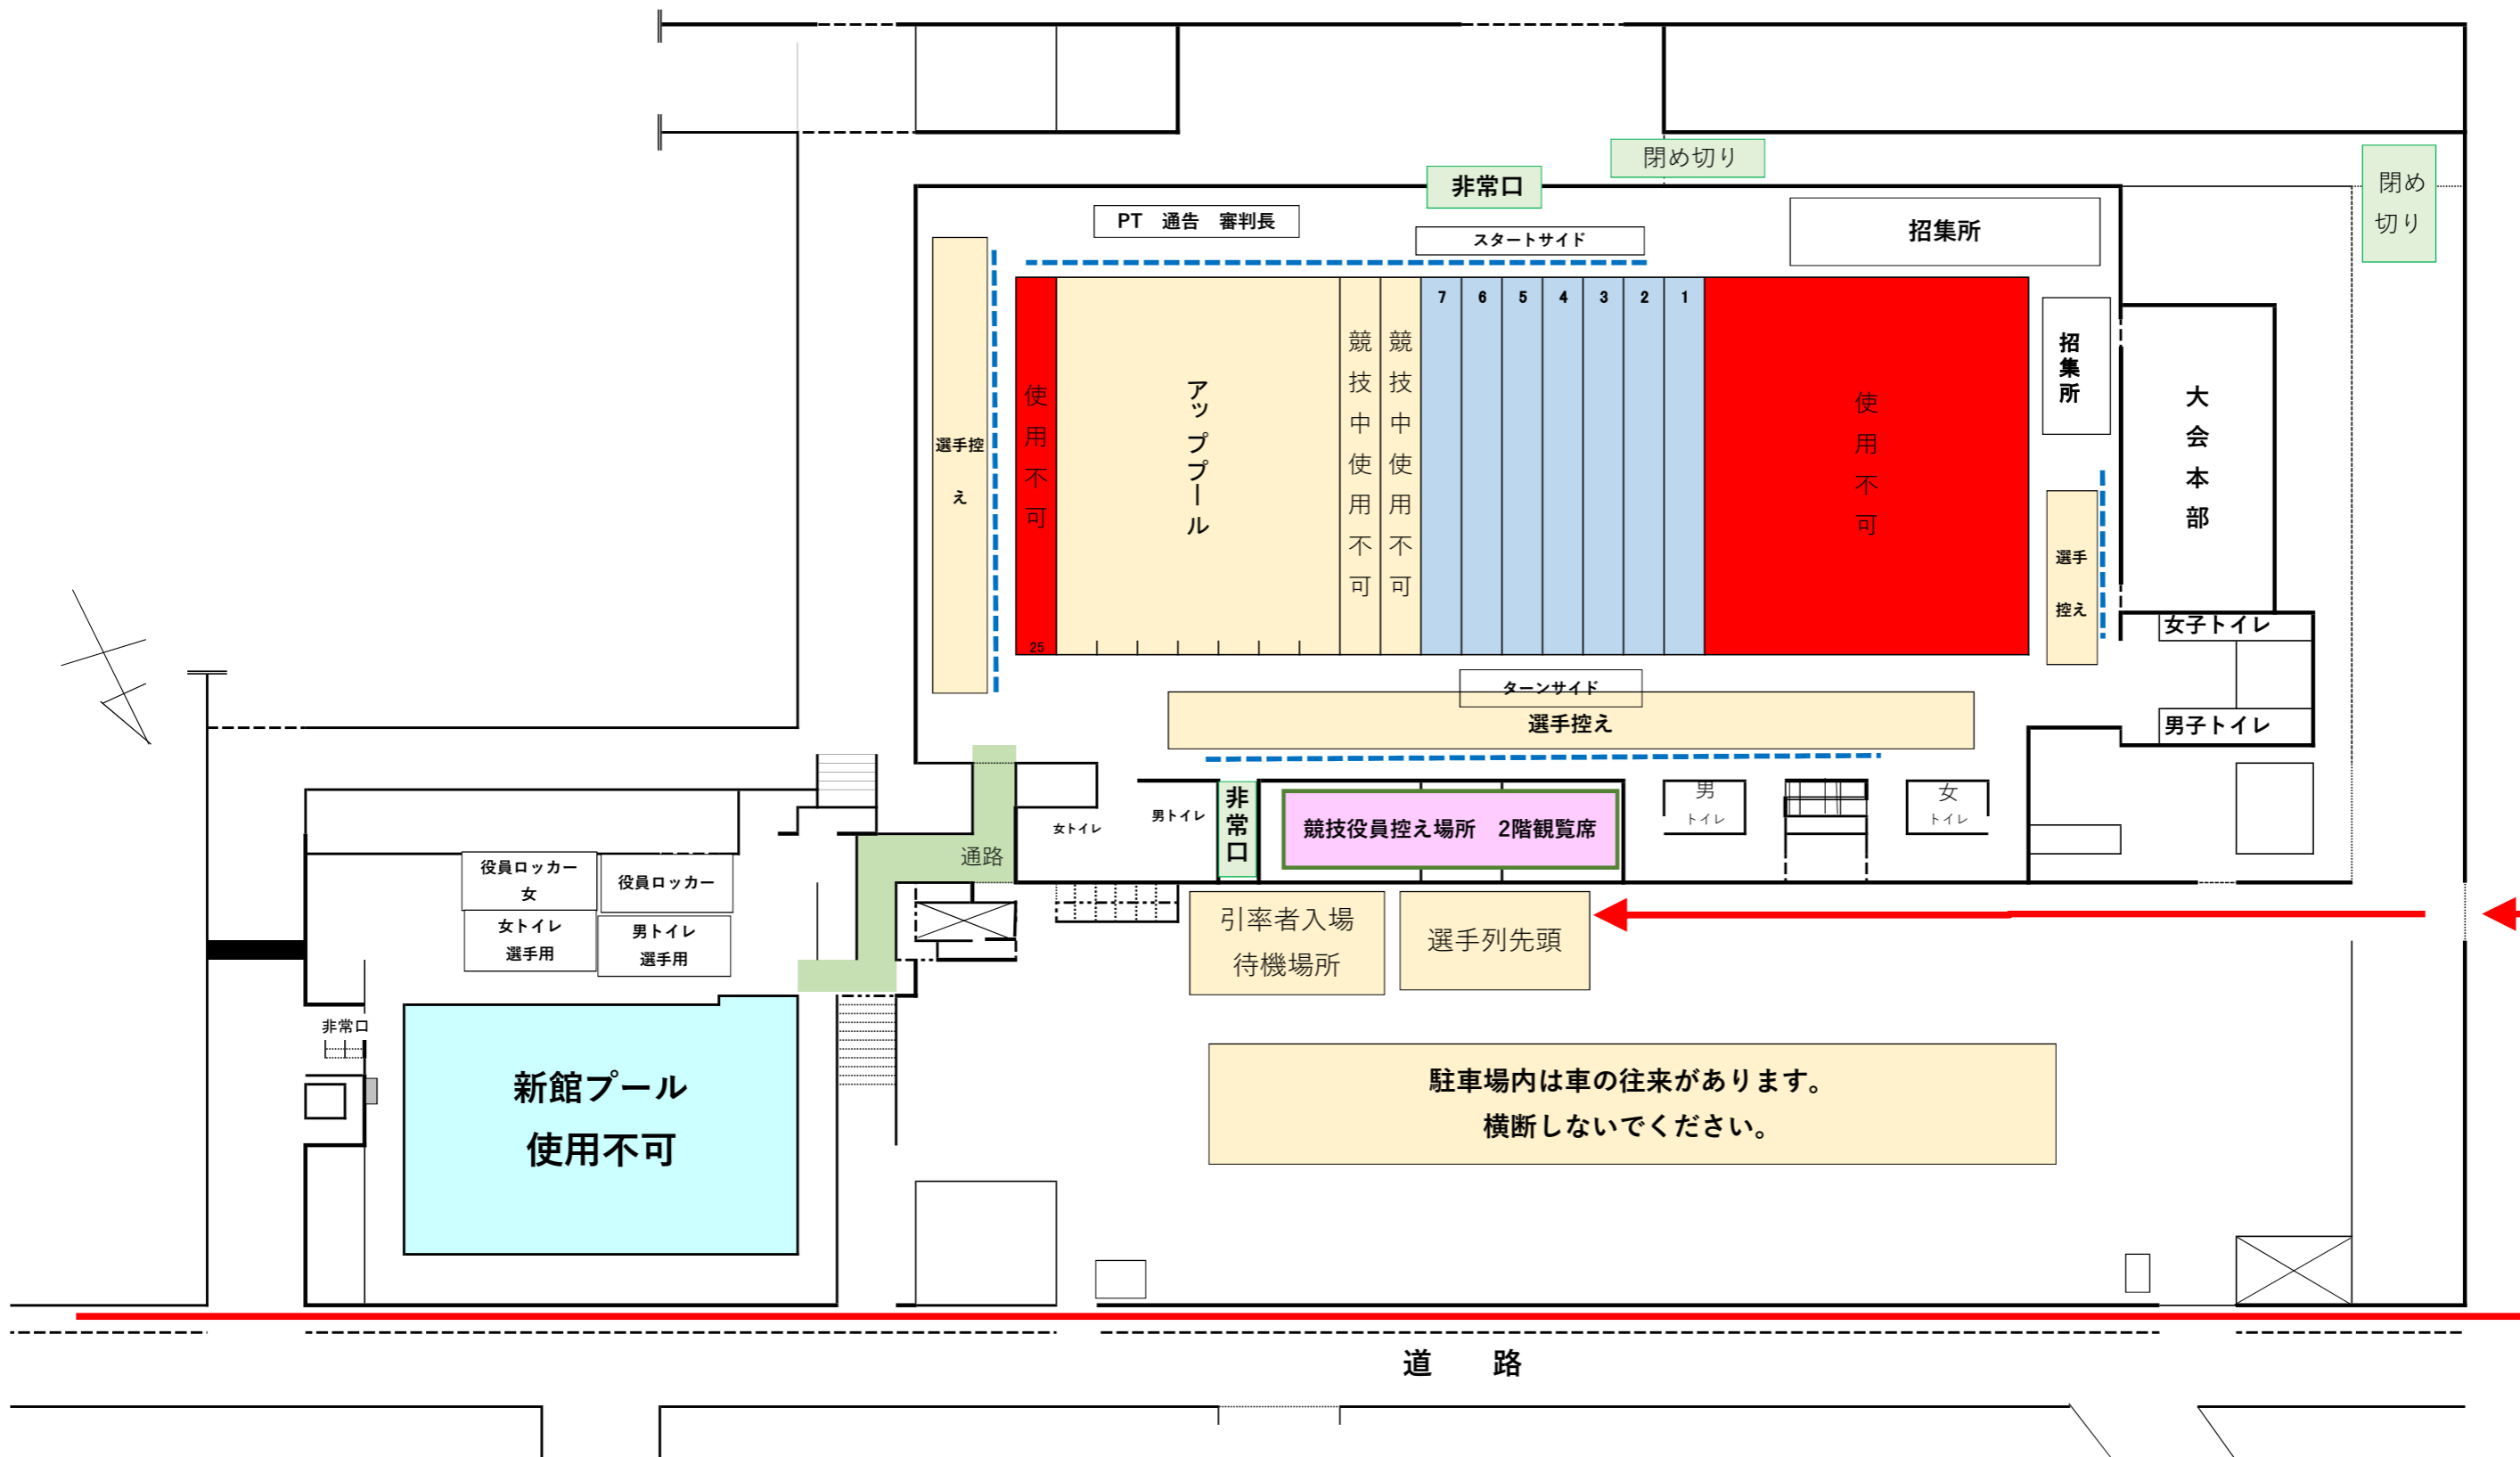 閉め切り
閉め
切り
非常口
PT　通告　審判長
スタートサイド
招集所
7 6 5 4 3 2 1
招集所
選手控
え
使用不可
25
アッププール
競技中使用不可
競技中使用不可
使用不可
大会本部
選手
控え
女子トイレ
男子トイレ
ターンサイド
選手控え
女トイレ
男トイレ
非常口
競技役員控え場所　2階観覧席
男
トイレ
女
トイレ
通路
役員ロッカー
女
役員ロッカー
女トイレ
選手用
男トイレ
選手用
引率者入場
待機場所
選手列先頭
非常口
新館プール
使用不可
駐車場内は車の往来があります。
横断しないでください。
道　路